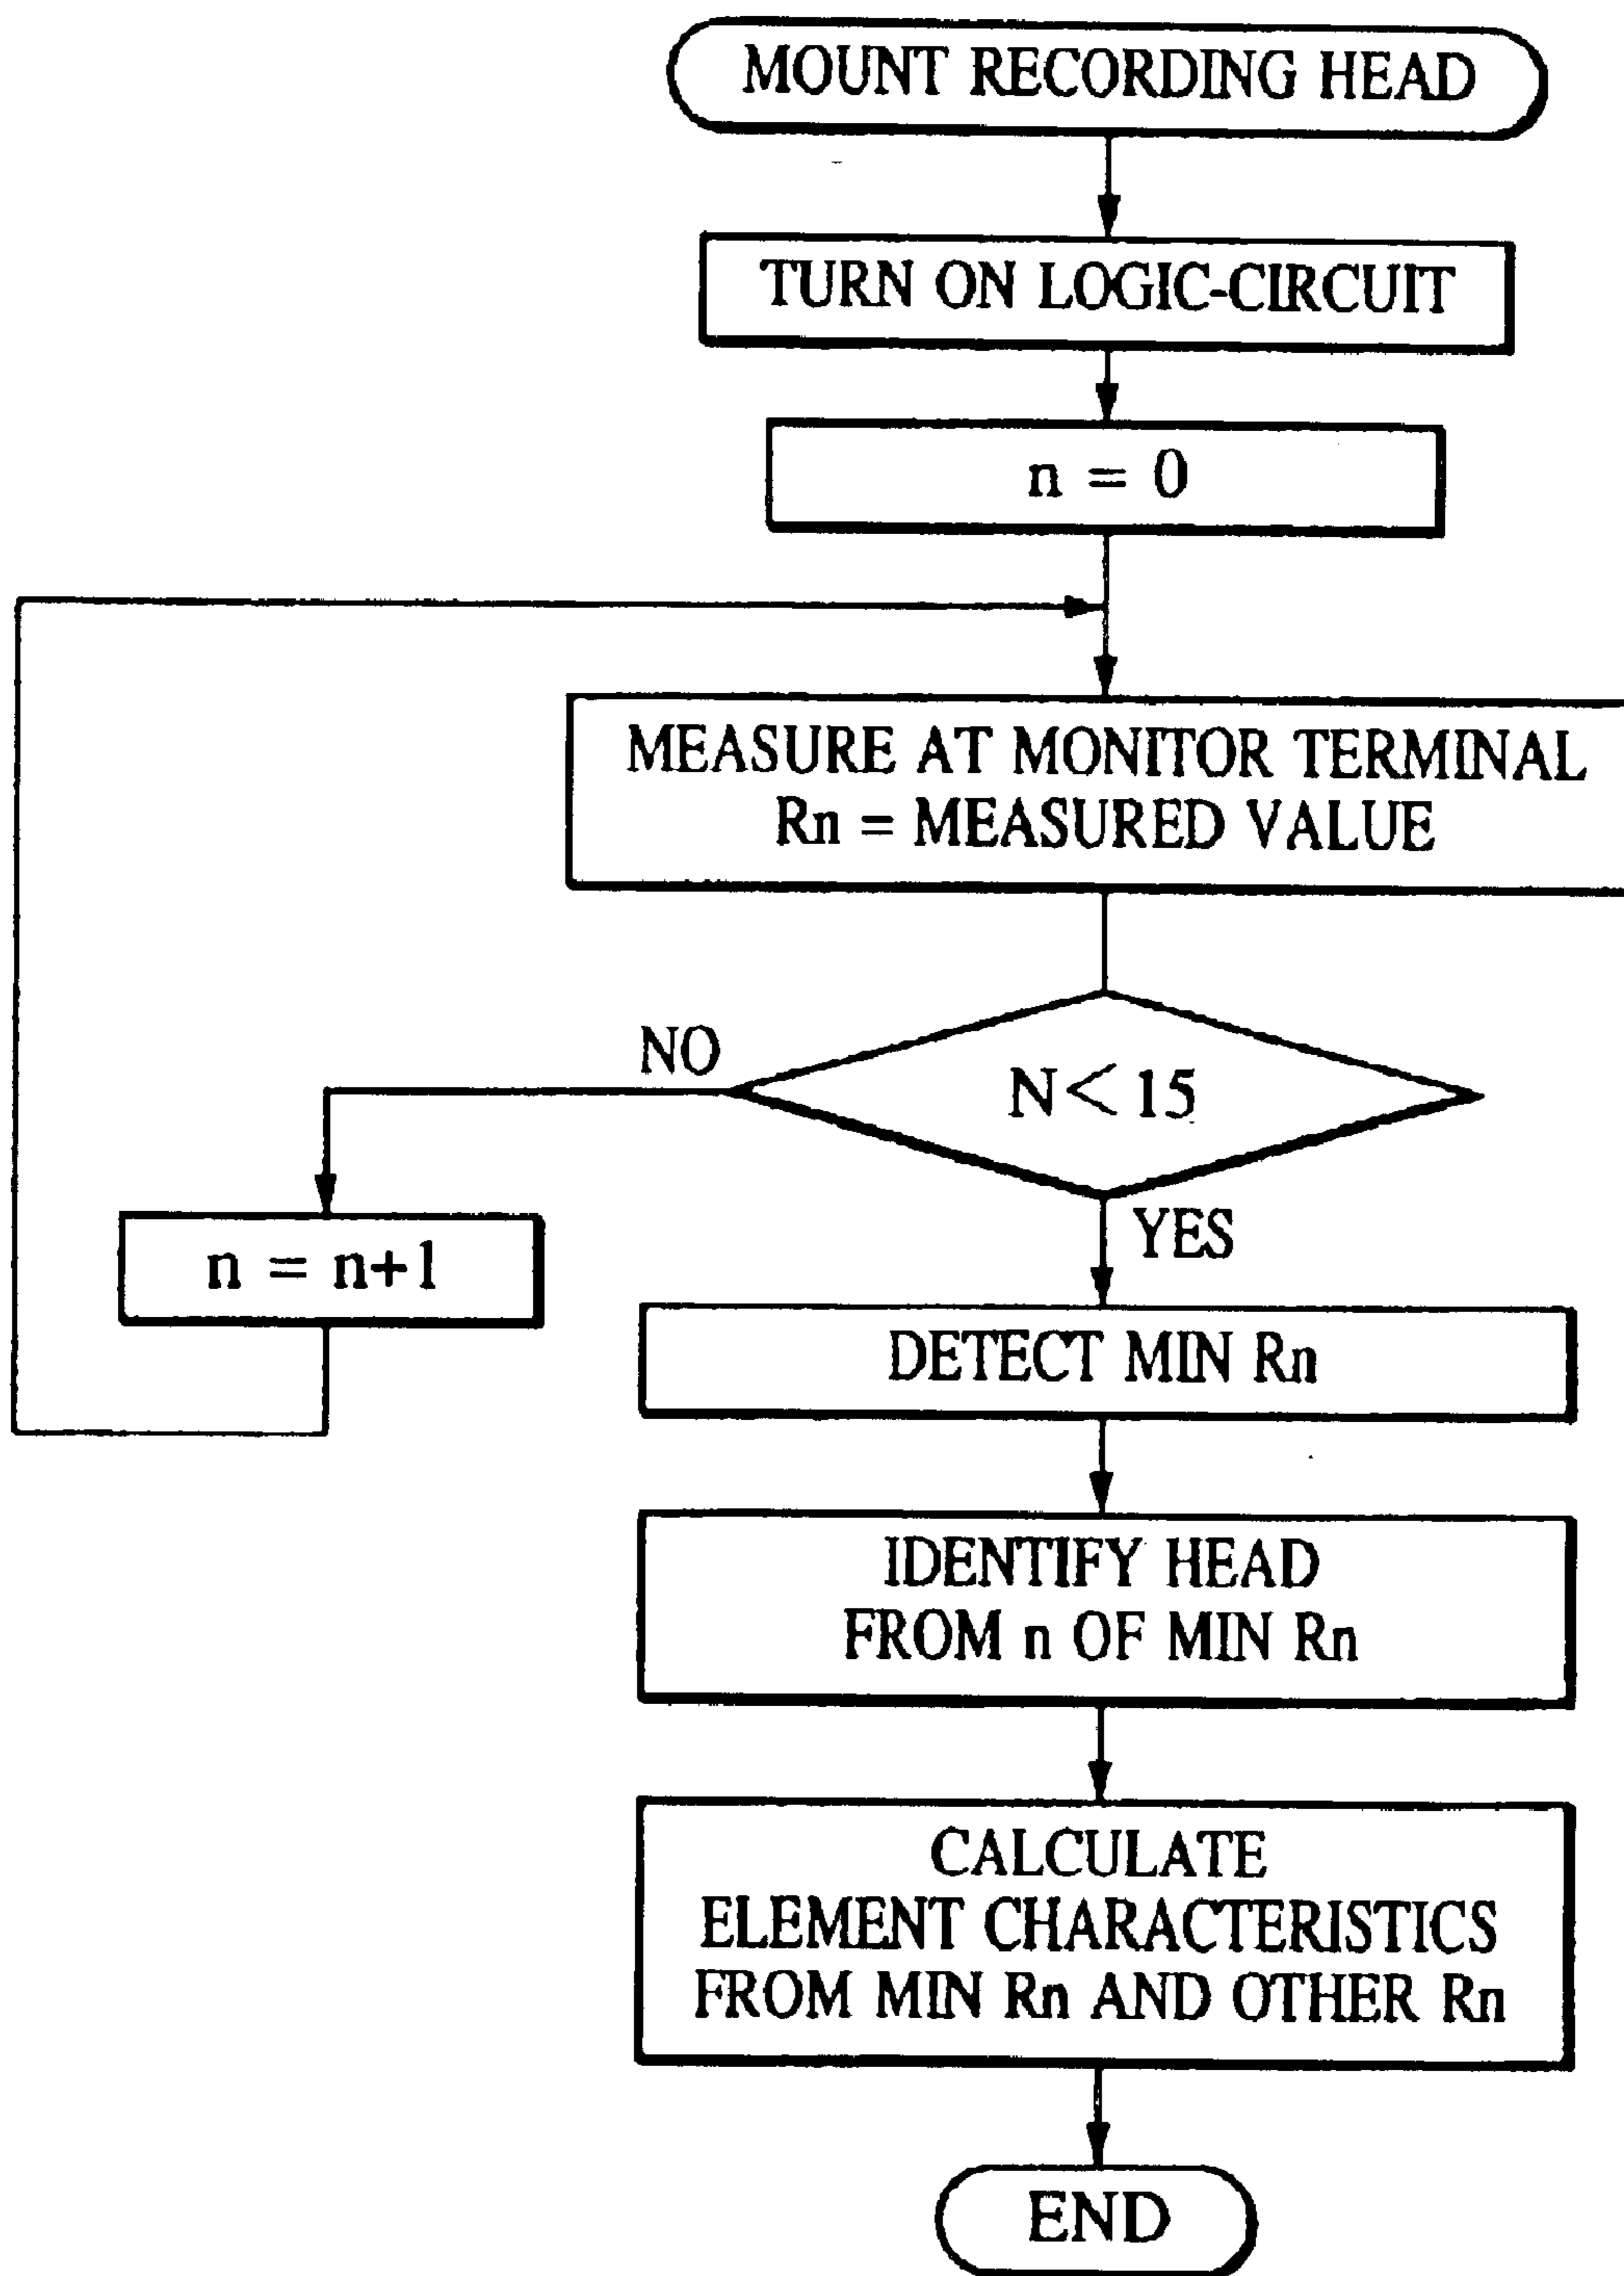 MOUNT RECORDING HEAD
TURN ON LOGIC-CIRCUIT
n = 0
MEASURE AT MONITOR TERMINAL
Rn = MEASURED VALUE
NO
N < 15
YES
n = n+1
DETECT MIN Rn
IDENTIFY HEAD
FROM n OF MIN Rn
CALCULATE
ELEMENT CHARACTERISTICS
FROM MIN Rn AND OTHER Rn
END